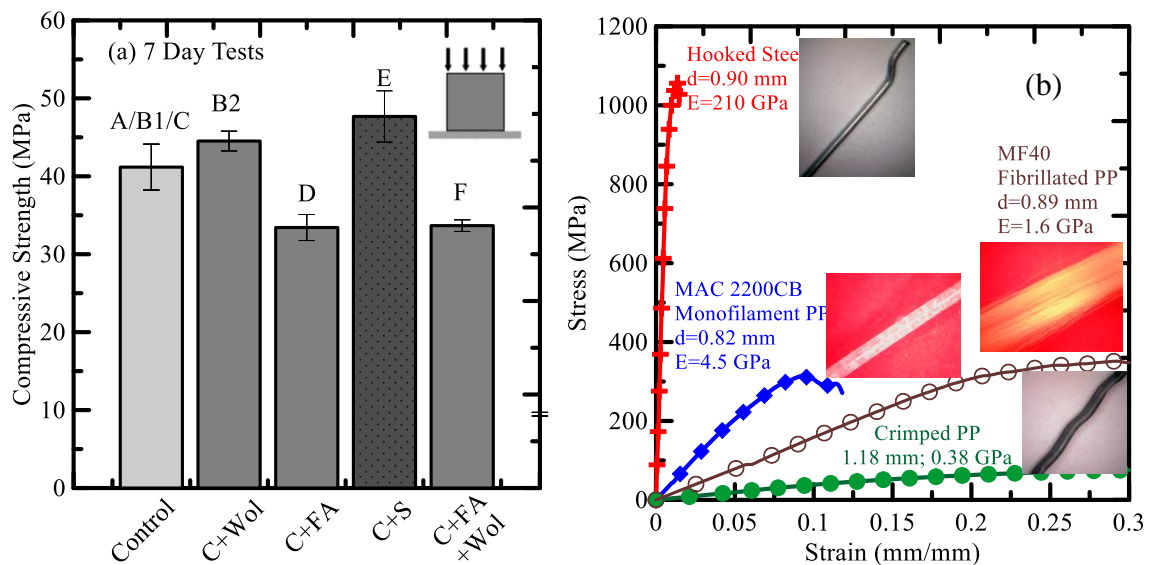 60
50
40
30
20
10
0
Compressive Strength (MPa)
(a) 7 Day Tests
A/B1/C
B2
D
E
F
Control
C+Wol
C+FA
C+S
C+FA
+Wol
1200
1000
800
600
400
200
0
Stress (MPa)
(b)
Hooked Stee
d=0.90 mm
E=210 GPa
MF40
Fibrillated PP
d=0.89 mm
E=1.6 GPa
MAC 2200CB
Monofilament PP
d=0.82 mm
E=4.5 GPa
Crimped PP
1.18 mm; 0.38 GPa
0
0.05
0.1
0.15
0.2
0.25
0.3
Strain (mm/mm)